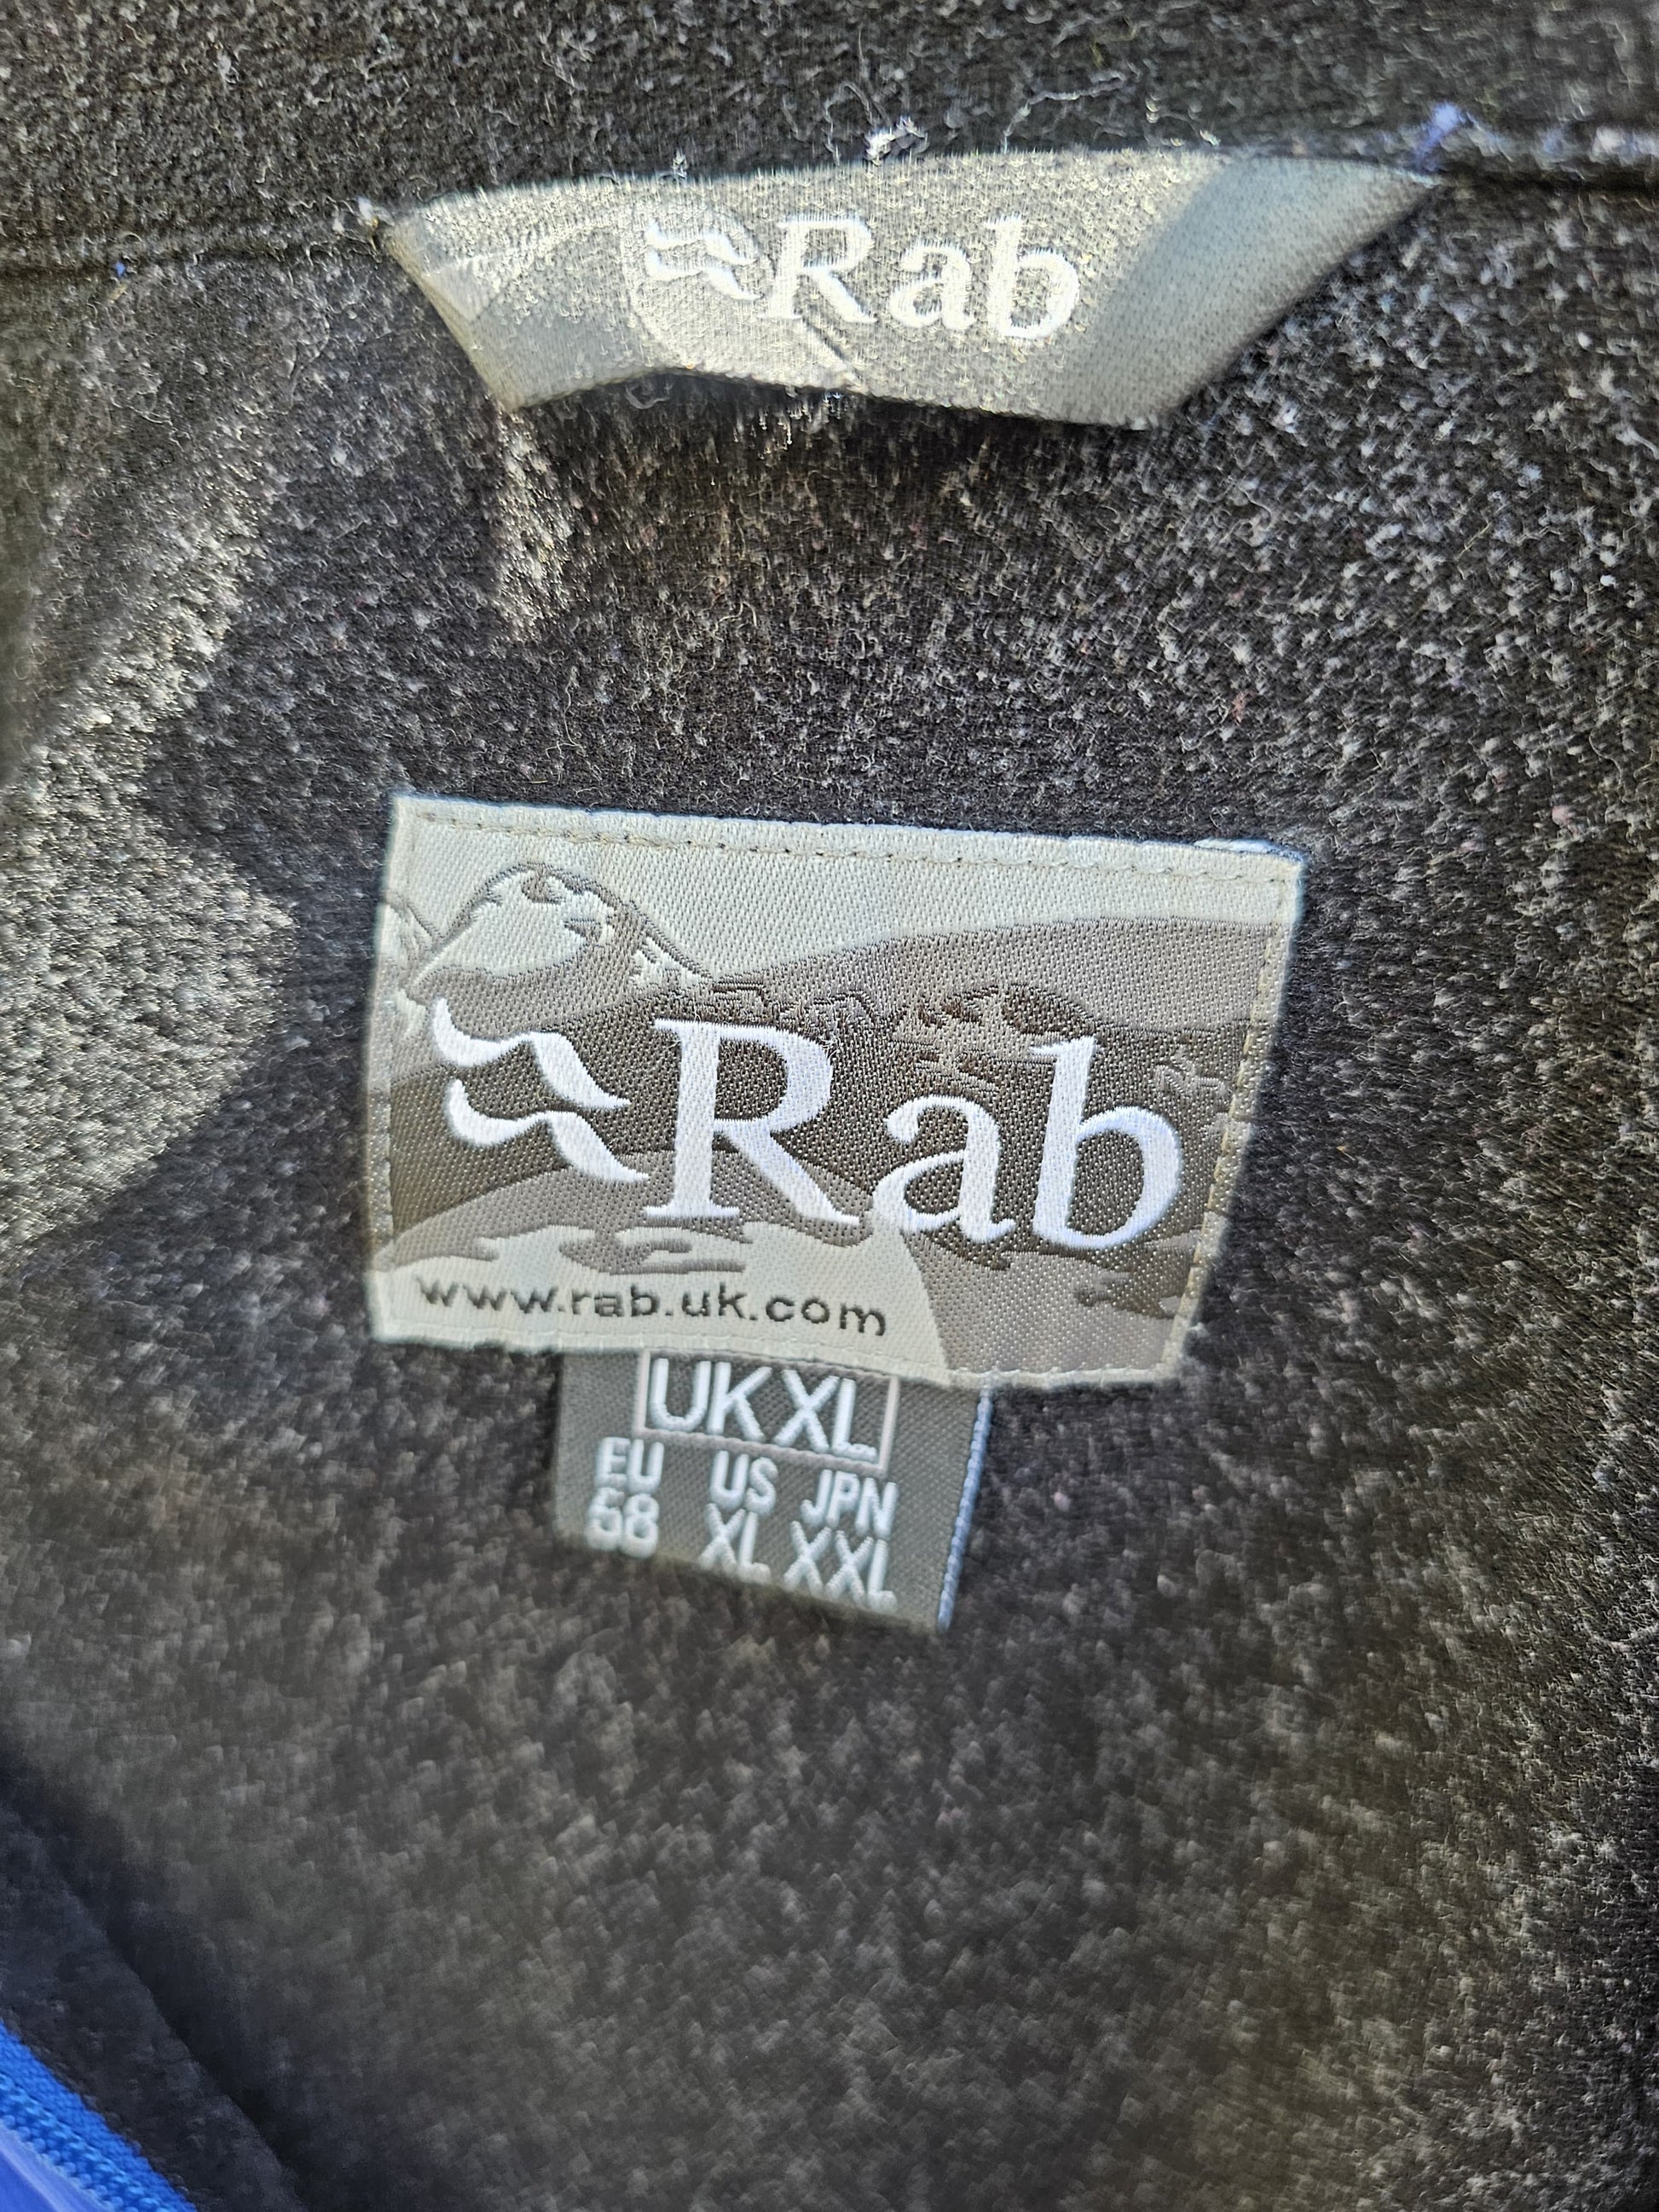 Rab
Rab
www.rab.uk.com
UK XL
EU US JPN
58 XL XXL